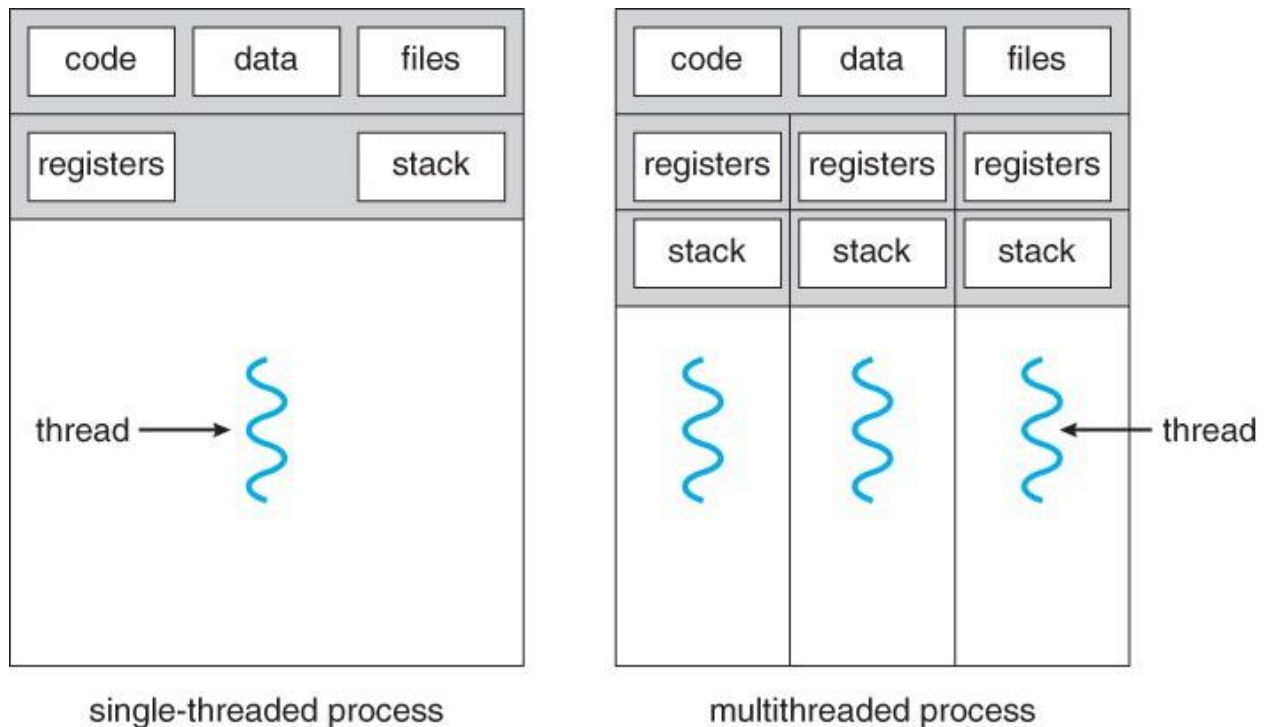 code data files
registers stack
thread
single-threaded process
code data files
registers registers registers
stack stack stack
thread
multithreaded process